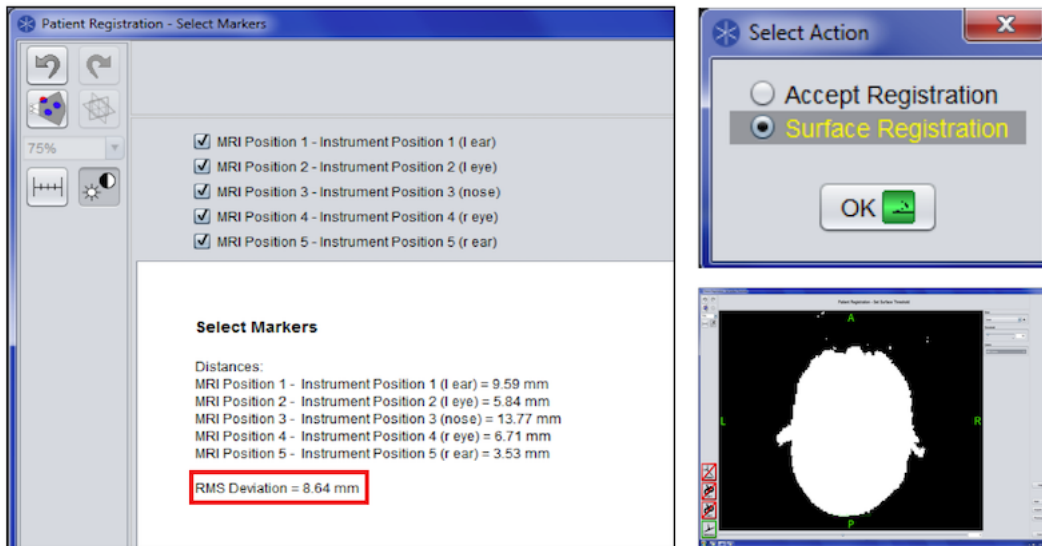 Patient Registration - Select Markers
75%
MRI Position 1 - Instrument Position 1 (l ear)
MRI Position 2 - Instrument Position 2 (l eye)
MRI Position 3 - Instrument Position 3 (nose)
MRI Position 4 - Instrument Position 4 (r eye)
MRI Position 5 - Instrument Position 5 (r ear)
Select Markers
Distances:
MRI Position 1 - Instrument Position 1 (l ear) = 9.59 mm
MRI Position 2 - Instrument Position 2 (l eye) = 5.84 mm
MRI Position 3 - Instrument Position 3 (nose) = 13.77 mm
MRI Position 4 - Instrument Position 4 (r eye) = 6.71 mm
MRI Position 5 - Instrument Position 5 (r ear) = 3.53 mm
RMS Deviation = 8.64 mm
Select Action
X
Accept Registration
Surface Registration
OK
Patient Registration - Set Surface Threshold
A
L
R
P